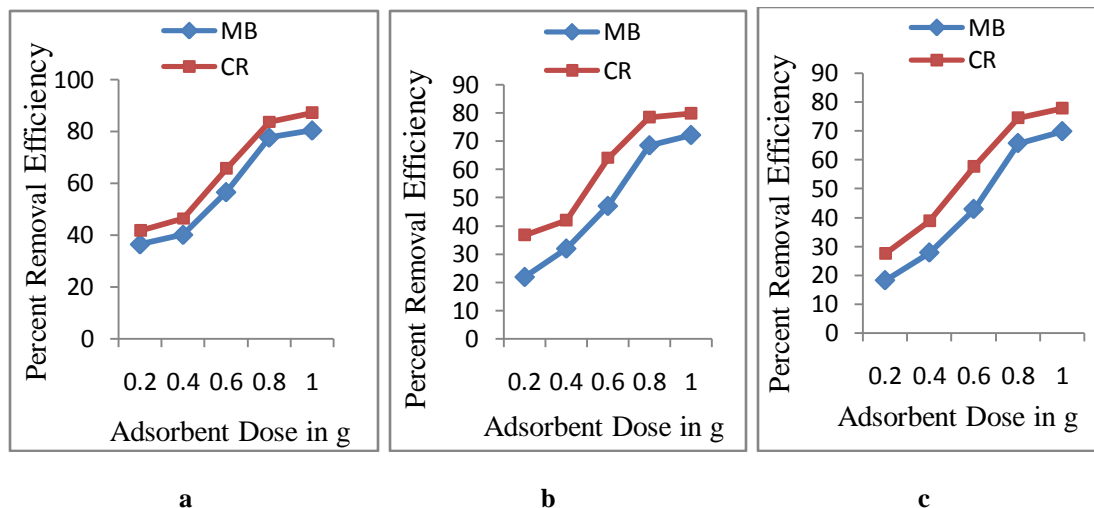 MB
CR
Percent Removal Efficiency
100
80
60
40
20
0
0.2 0.4 0.6 0.8 1
Adsorbent Dose in g
a
MB
CR
Percent Removal Efficiency
90
80
70
60
50
40
30
20
10
0
0.2 0.4 0.6 0.8 1
Adsorbent Dose in g
b
MB
CR
Percent Removal Efficiency
90
80
70
60
50
40
30
20
10
0
0.2 0.4 0.6 0.8 1
Adsorbent Dose in g
c